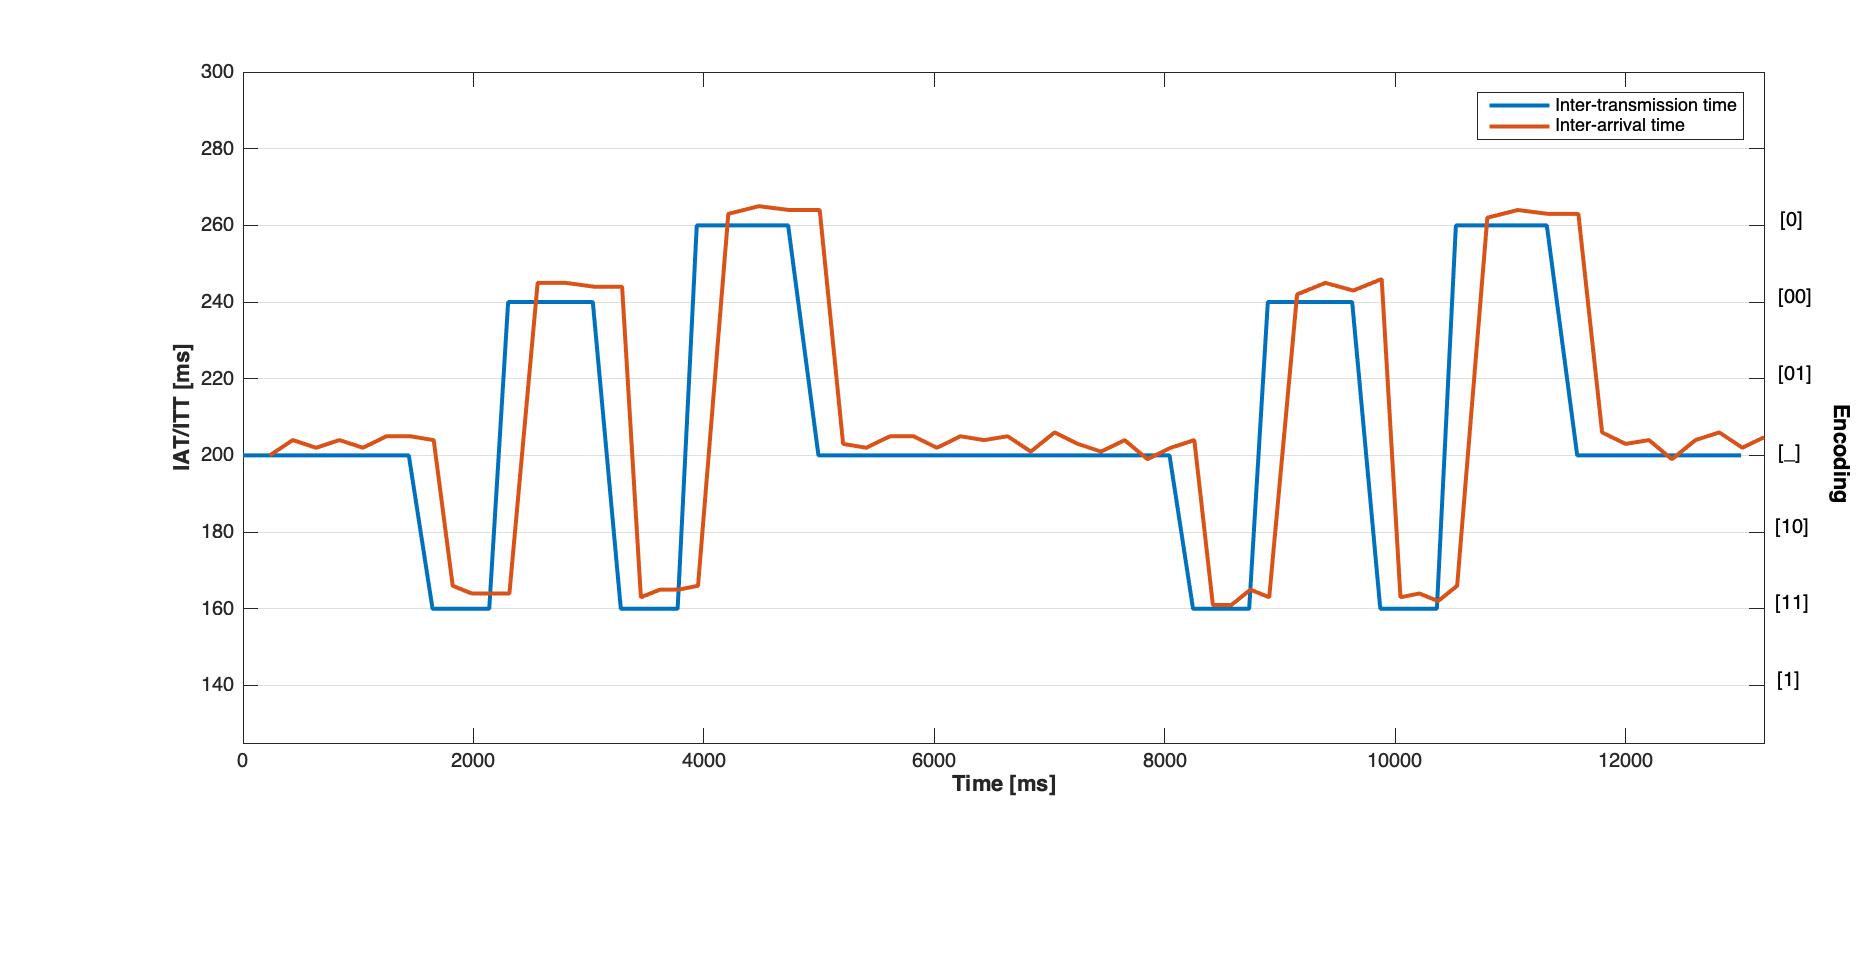 300
280
260
240
220
200
180
160
140
IAT/ITT [ms]
Inter-transmission time
Inter-arrival time
[0]
[00]
[01]
[_]
[10]
[11]
[1]
Encoding
0 2000 4000 6000 8000 10000 12000
Time [ms]